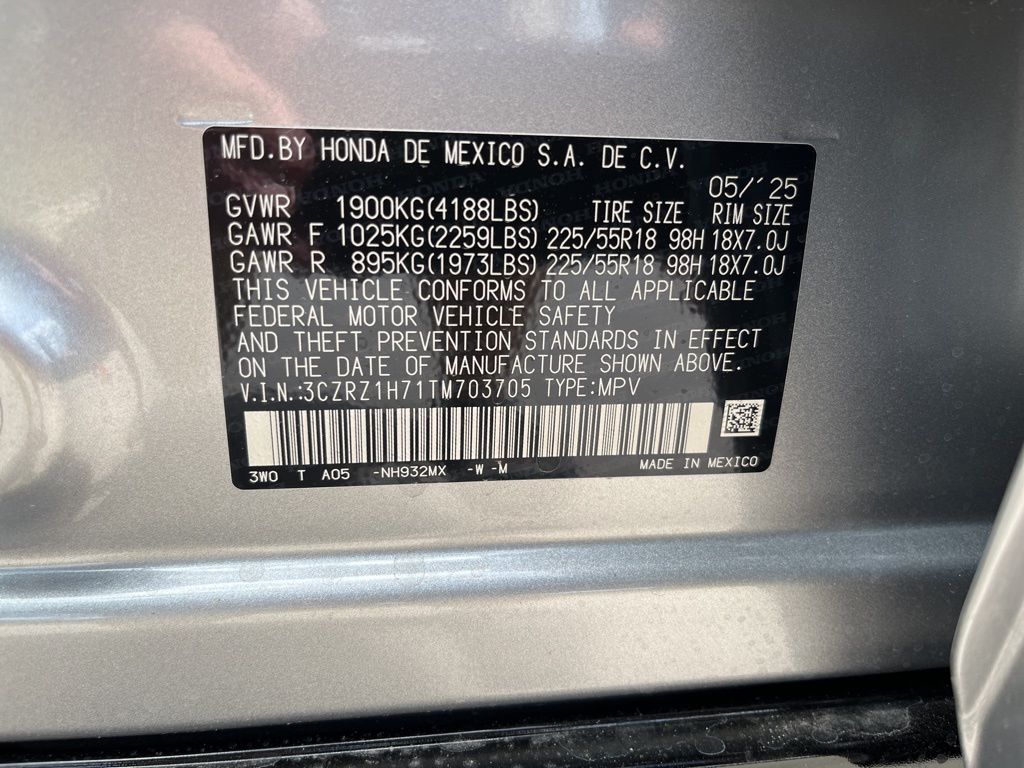 MFD.BY HONDA DE MEXICO S.A. DE C.V.
05/´25
GVWR 1900KG(4188LBS) TIRE SIZE RIM SIZE
GAWR F 1025KG(2259LBS) 225/55R18 98H 18X7.0J
GAWR R 895KG(1973LBS) 225/55R18 98H 18X7.0J
THIS VEHICLE CONFORMS TO ALL APPLICABLE
FEDERAL MOTOR VEHICLE SAFETY
AND THEFT PREVENTION STANDARDS IN EFFECT
ON THE DATE OF MANUFACTURE SHOWN ABOVE.
V.I.N.:3CZRZ1H71TM703705 TYPE:MPV
3W0 T A05 -NH932MX -W -M MADE IN MEXICO